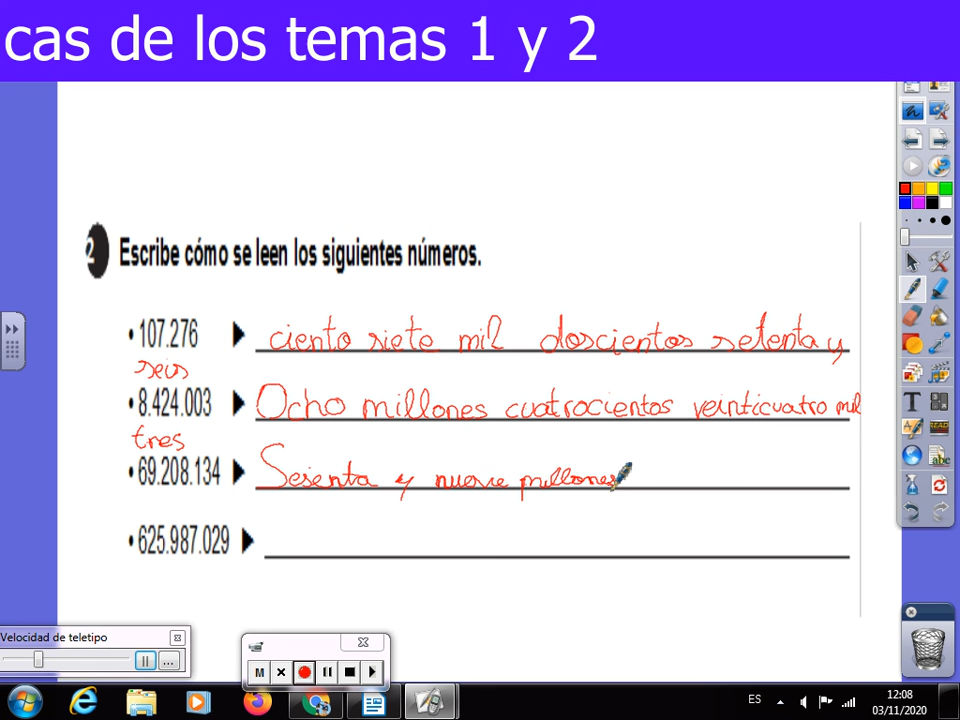 cas de los temas 1 y 2
2 Escribe cómo se leen los siguientes números.
• 107.276 ciento siete mil doscientos setenta y
seis
• 8.424.003 Ocho millones cuatrocientos veinticuatro mil
tres
• 69.208.134 Sesenta y nueve millones
• 625.987.029
Velocidad de teletipo
...
M
T
READ
abc
ES
12:08
03/11/2020